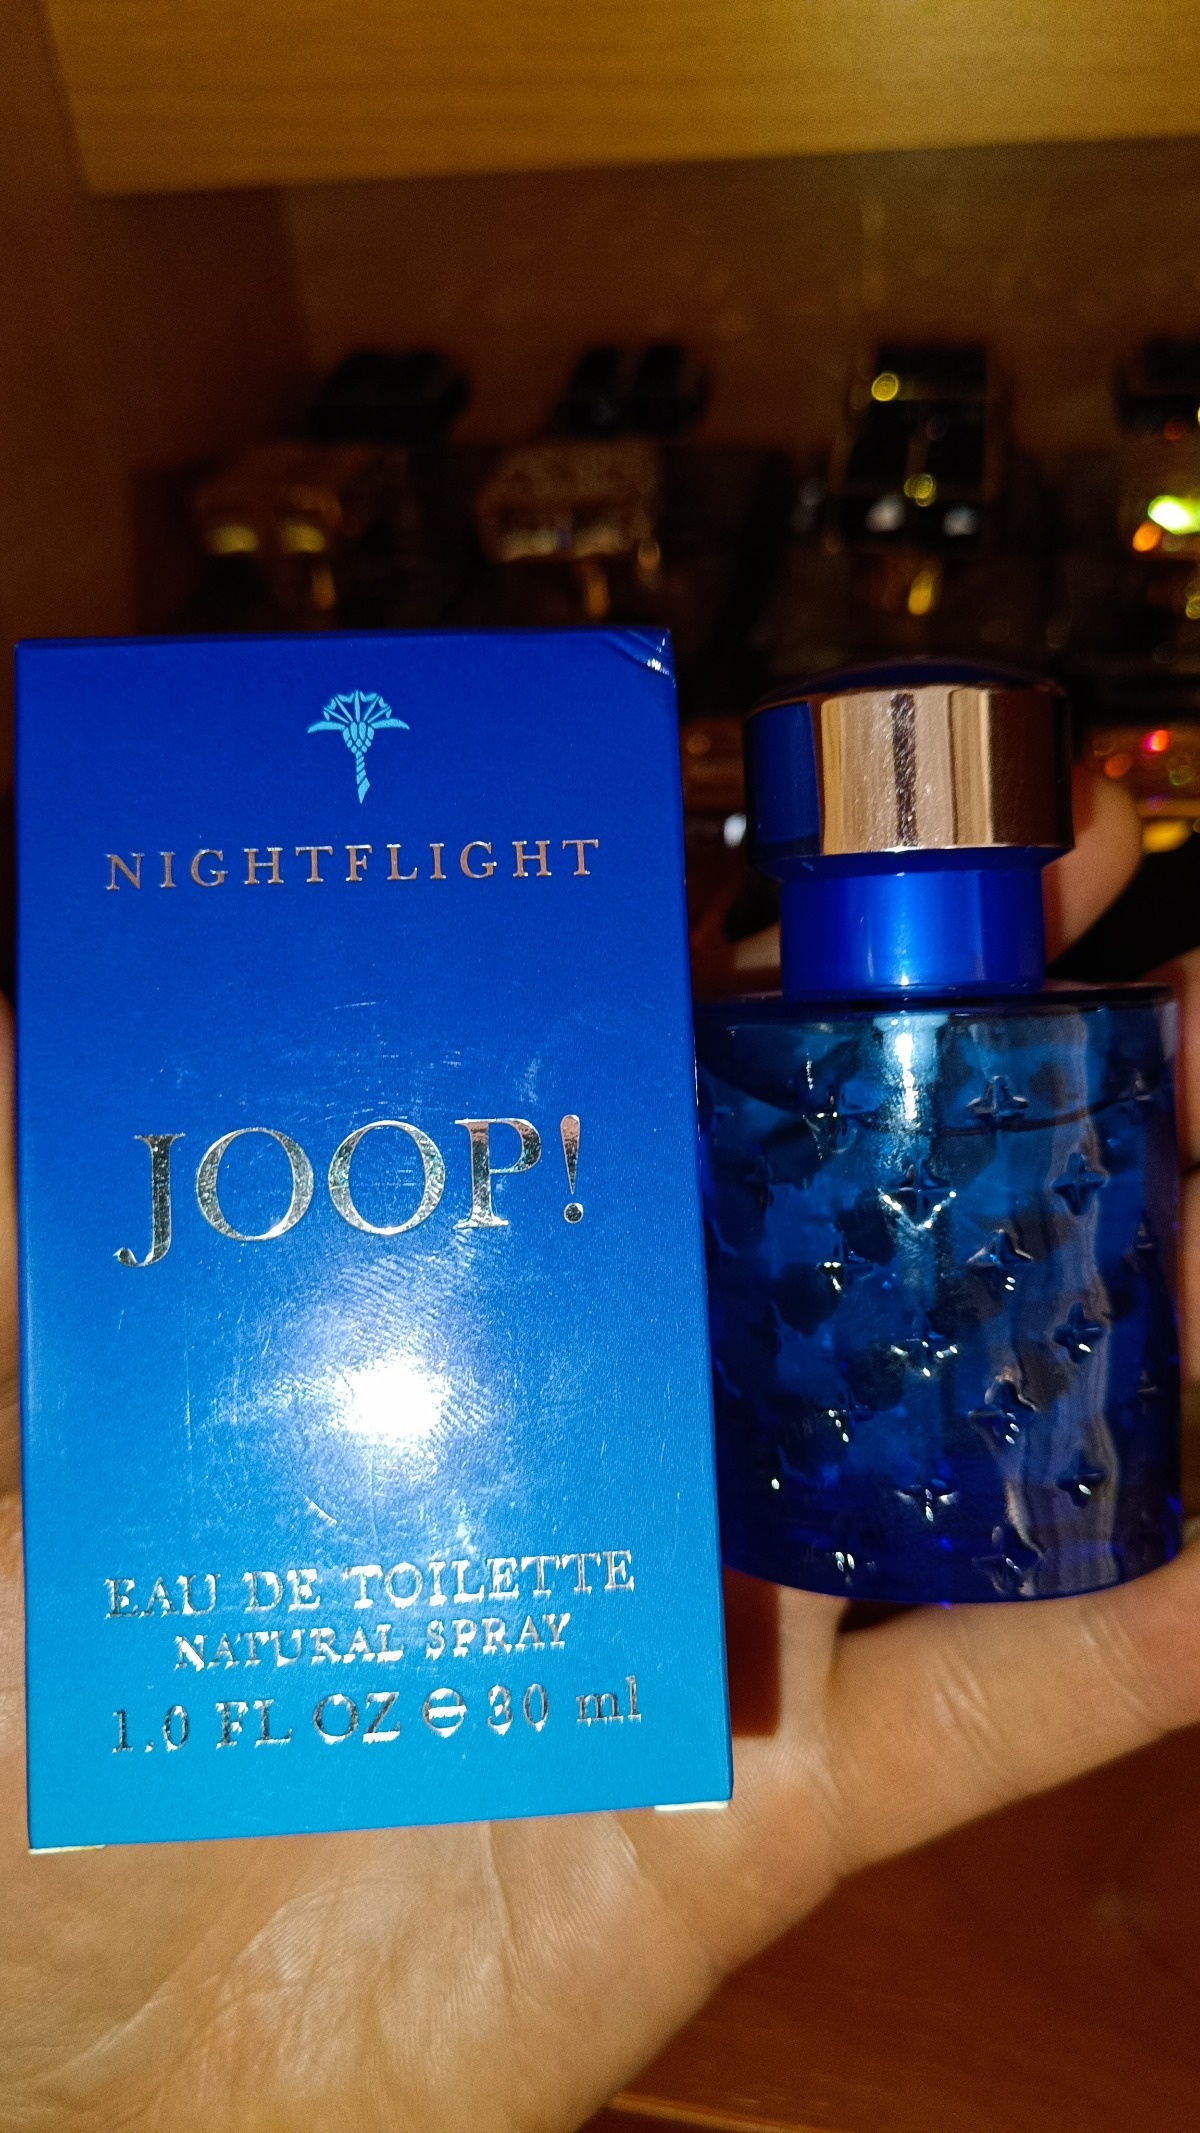 NIGHTFLIGHT
JOOP!
EAU DE TOILETTE
NATURAL SPRAY
1.0 FL OZ ⊖ 30 ml